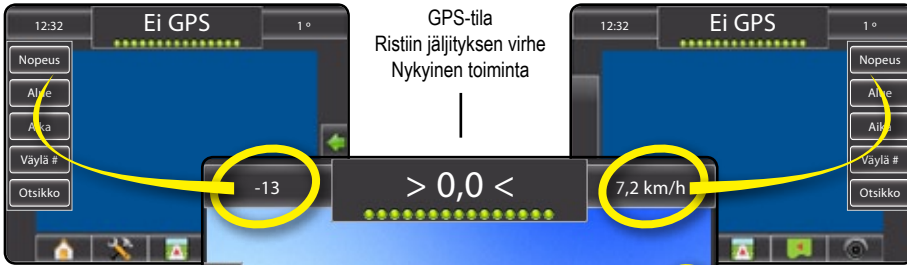 12:32 Ei GPS 1 º
Nopeus
Alue
Aika
Väylä #
Otsikko
GPS-tila
Ristiin jäljityksen virhe
Nykyinen toiminta
12:32 Ei GPS 1 º
Nopeus
Alue
Aika
Väylä #
Otsikko
-13 > 0,0 < 7,2 km/h